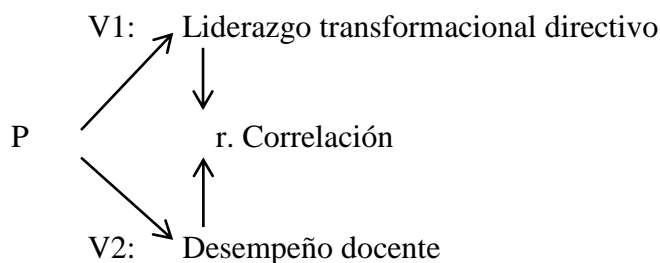 V1: Liderazgo transformacional directivo
P r. Correlación
V2: Desempeño docente